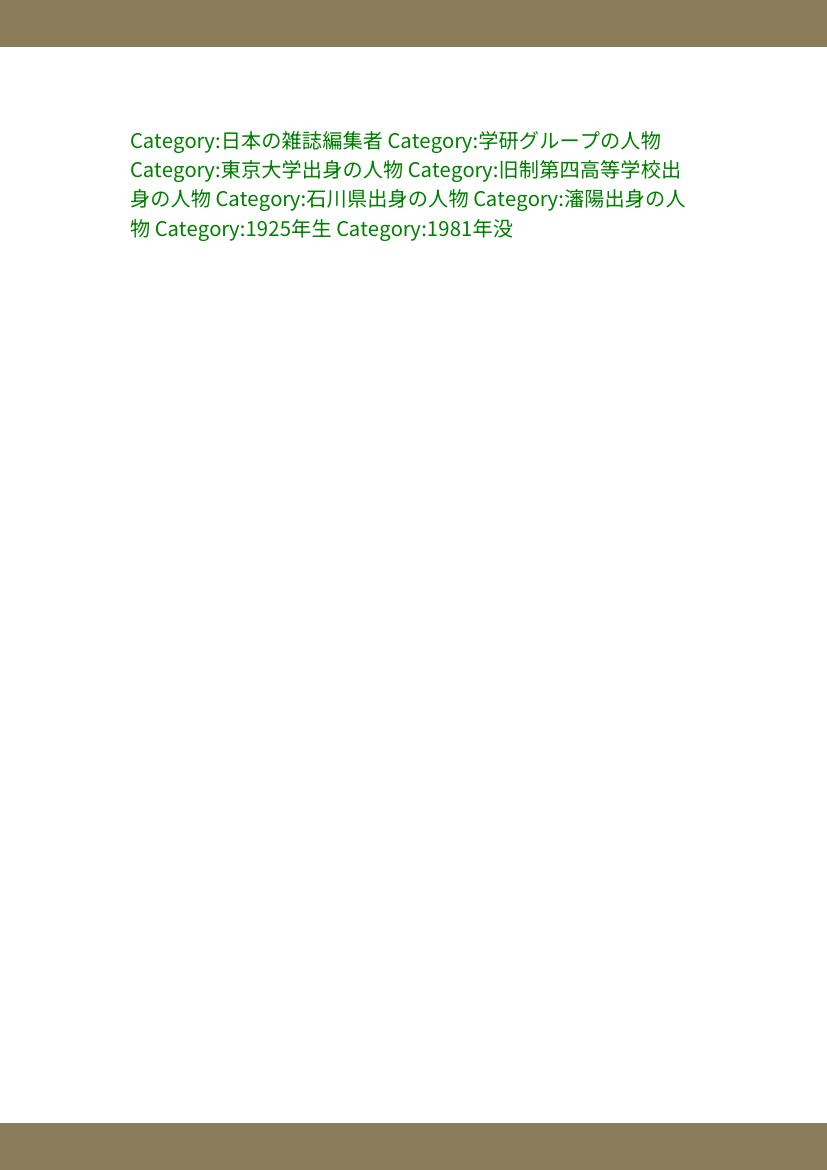 Category:日本の雑誌編集者 Category:学研グループの人物
Category:東京大学出身の人物 Category:旧制第四高等学校出
身の人物 Category:石川県出身の人物 Category:瀋陽出身の人
物 Category:1925年生 Category:1981年没